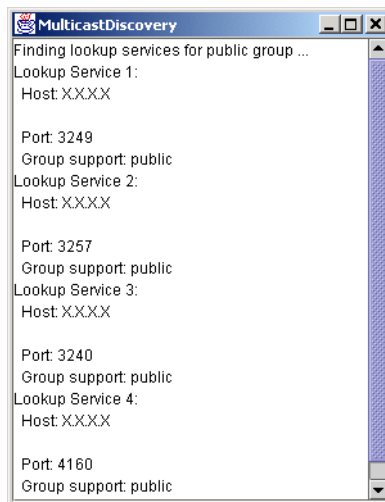 MulticastDiscovery
Finding lookup services for public group ...
Lookup Service 1:
Host: X.X.X.X
Port: 3249
Group support: public
Lookup Service 2:
Host: X.X.X.X
Port: 3257
Group support: public
Lookup Service 3:
Host: X.X.X.X
Port: 3240
Group support: public
Lookup Service 4:
Host: X.X.X.X
Port: 4160
Group support: public